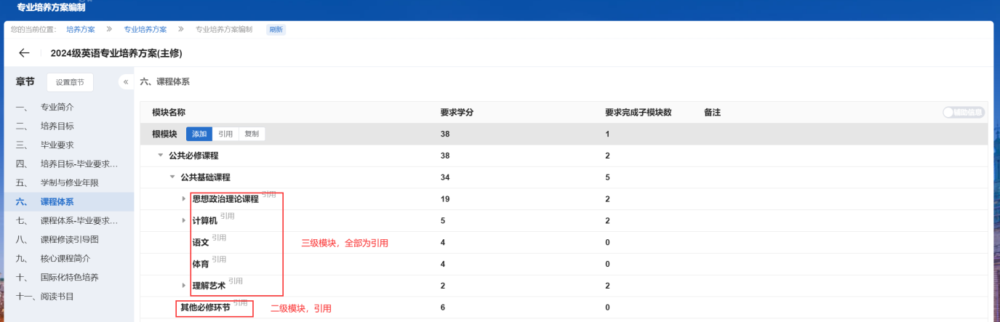 专业培养方案编制
您的当前位置： 培养方案 》 专业培养方案 》 专业培养方案编制 刷新
← 2024级英语专业培养方案(主修)
章节 设置章节 « 六、课程体系
模块名称 要求学分 要求完成子模块数 备注 辅助信息
一、 专业简介
根模块 添加 引用 复制 38 1
二、 培养目标
三、 毕业要求
公共必修课程 38 2
四、 培养目标-毕业要求...
公共基础课程 34 5
五、 学制与修业年限
思想政治理论课程 引用 19 2
六、 课程体系
计算机 引用 5 2
七、 课程体系-毕业要求...
语文 引用 三级模块，全部为引用 4 0
八、 课程修读引导图
体育 引用 4 0
九、 核心课程简介
十、 国际化特色培养
理解艺术 引用 2 2
十一、 阅读书目
其他必修环节 引用 二级模块，引用 6 0